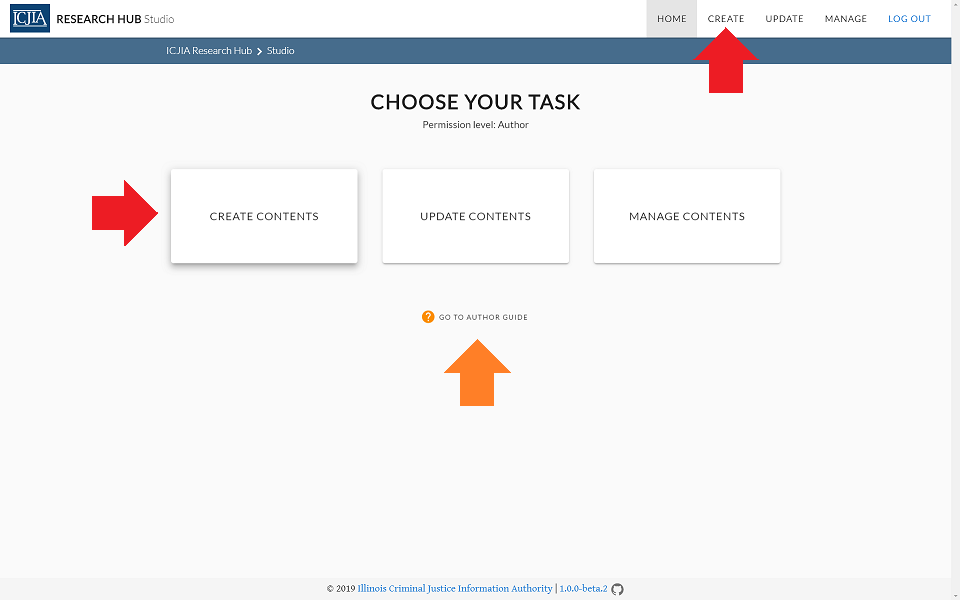 ICJIA RESEARCH HUB Studio HOME CREATE UPDATE MANAGE LOG OUT
ICJIA Research Hub > Studio
CHOOSE YOUR TASK
Permission level: Author
CREATE CONTENTS UPDATE CONTENTS MANAGE CONTENTS
? GO TO AUTHOR GUIDE
© 2019 Illinois Criminal Justice Information Authority | 1.0.0-beta.2